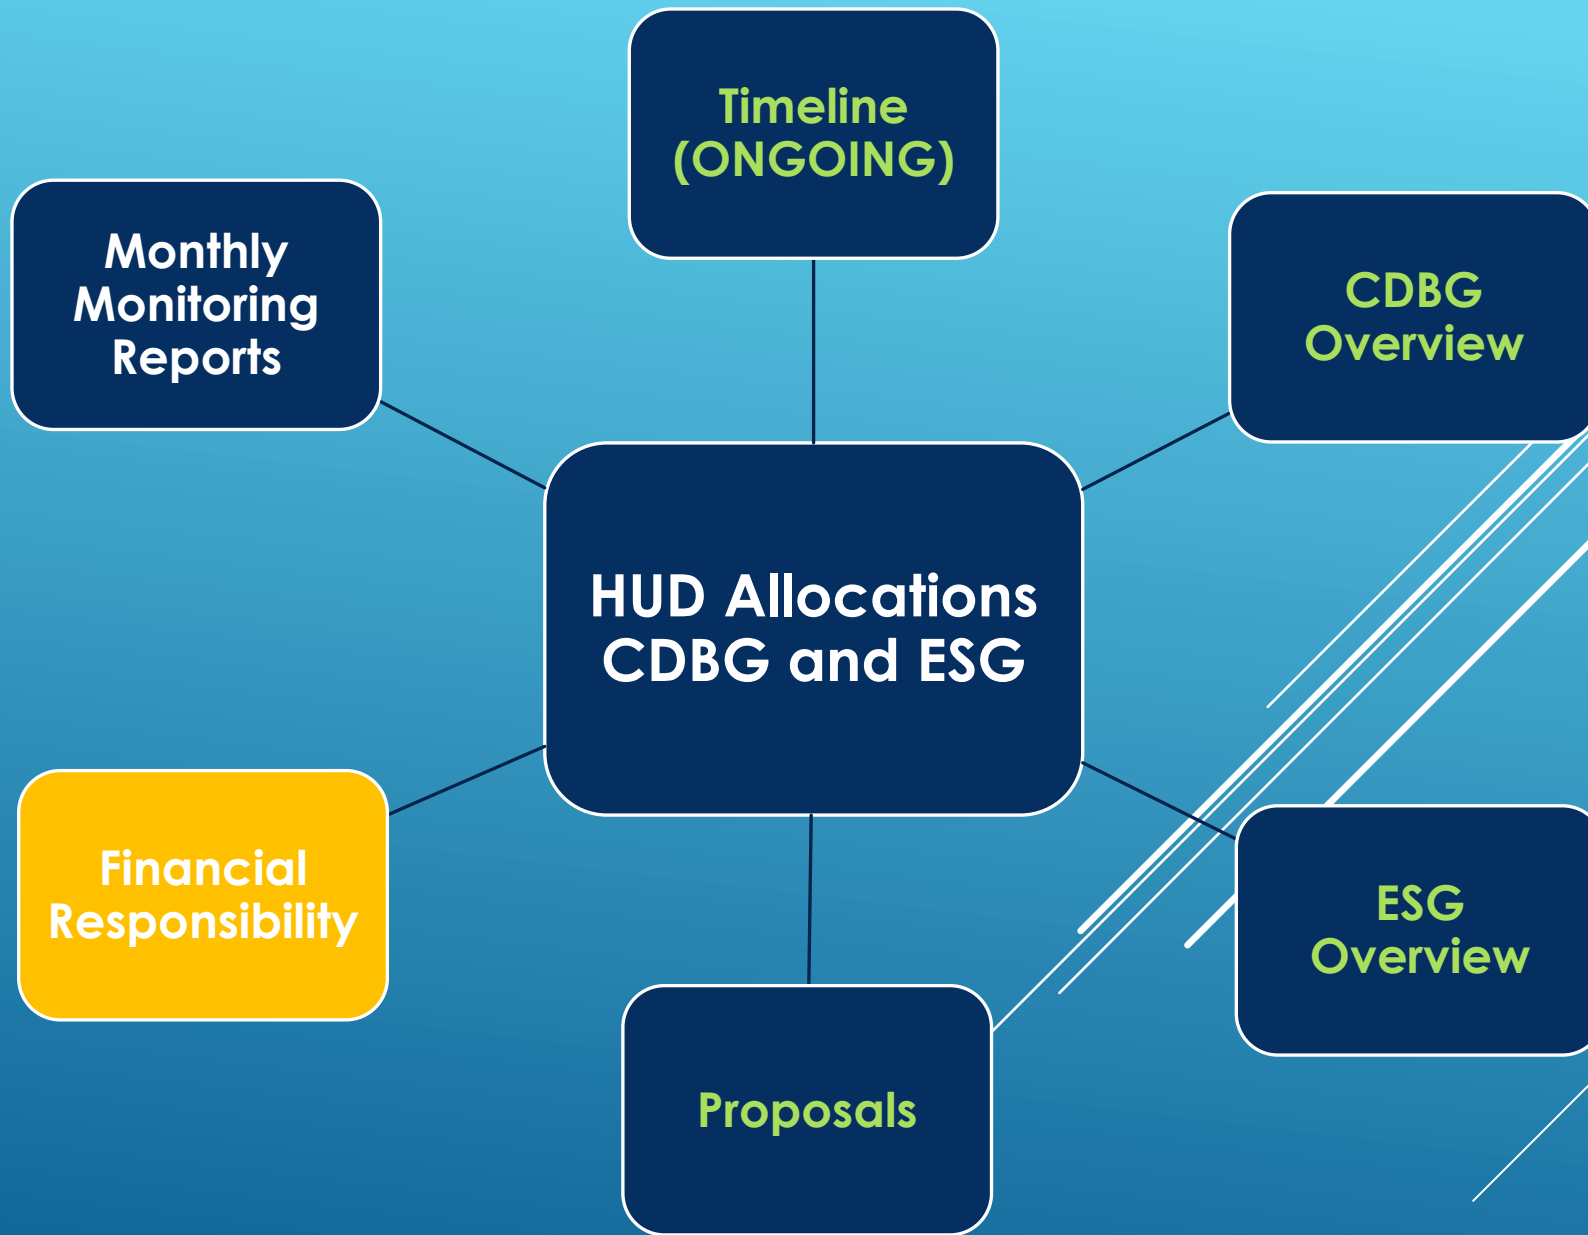 Timeline
(ONGOING)
Monthly
Monitoring
Reports
CDBG
Overview
HUD Allocations
CDBG and ESG
Financial
Responsibility
ESG
Overview
Proposals